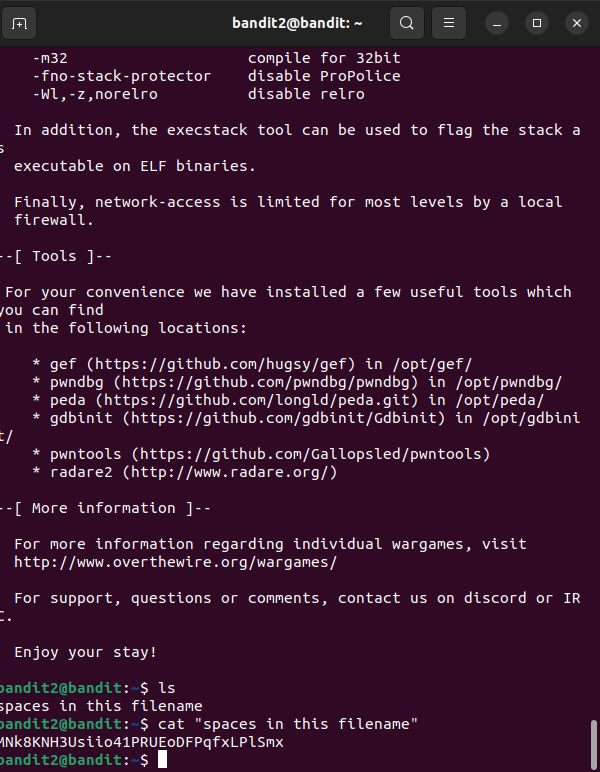 bandit2@bandit: ~
-m32 compile for 32bit
-fno-stack-protector disable ProPolice
-Wl,-z,norelro disable relro
In addition, the execstack tool can be used to flag the stack a
s
executable on ELF binaries.
Finally, network-access is limited for most levels by a local
firewall.
--[ Tools ]--
For your convenience we have installed a few useful tools which
you can find
in the following locations:
* gef (https://github.com/hugsy/gef) in /opt/gef/
* pwndbg (https://github.com/pwndbg/pwndbg) in /opt/pwndbg/
* peda (https://github.com/longld/peda.git) in /opt/peda/
* gdbinit (https://github.com/gdbinit/Gdbinit) in /opt/gdbini
t/
* pwntools (https://github.com/Gallopsled/pwntools)
* radare2 (http://www.radare.org/)
--[ More information ]--
For more information regarding individual wargames, visit
http://www.overthewire.org/wargames/
For support, questions or comments, contact us on discord or IR
C.
Enjoy your stay!
bandit2@bandit:~$ ls
spaces in this filename
bandit2@bandit:~$ cat "spaces in this filename"
MNk8KNH3Usiio41PRUEoDFPqfxLPlSmx
bandit2@bandit:~$